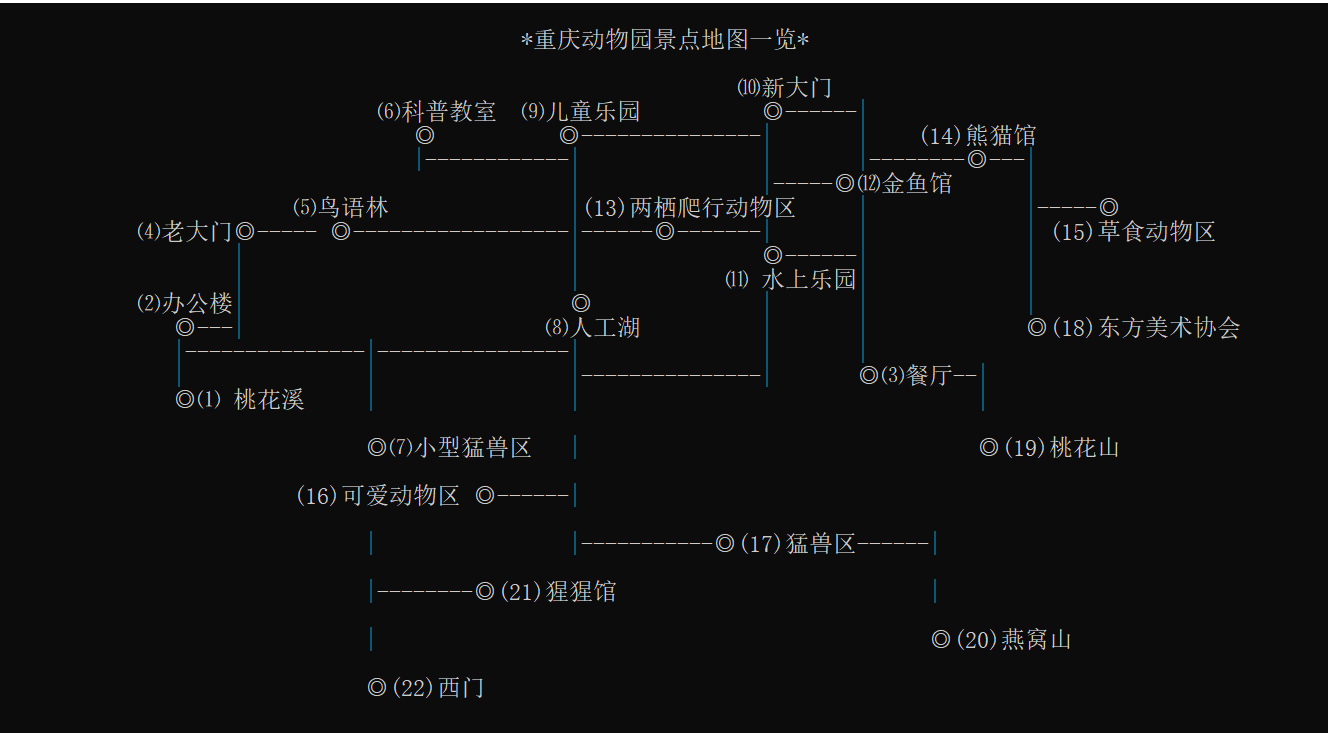 *重庆动物园景点地图一览*
⑽新大门
⑹科普教室 ⑼儿童乐园
(14)熊猫馆
⑿金鱼馆
⑸鸟语林 (13)两栖爬行动物区
⑷老大门 (15)草食动物区
⑾ 水上乐园
⑵办公楼
⑻人工湖 (18)东方美术协会
⑶餐厅
⑴ 桃花溪
⑺小型猛兽区 (19)桃花山
(16)可爱动物区
(17)猛兽区
(21)猩猩馆
(20)燕窝山
(22)西门